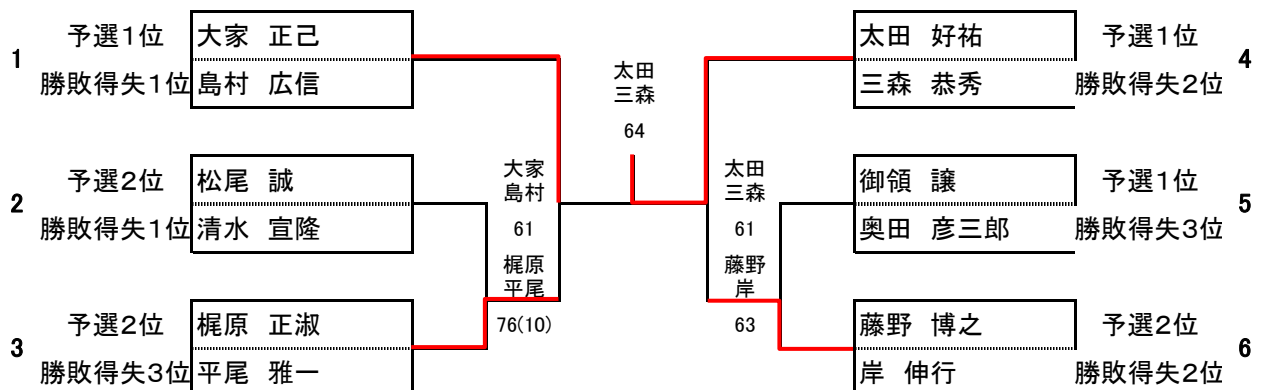 1
予選1位
勝敗得失1位
大家 正己
島村 広信
2
予選2位
勝敗得失1位
松尾 誠
清水 宣隆
3
予選2位
勝敗得失3位
梶原 正淑
平尾 雅一
大家
島村
61
梶原
平尾
76(10)
太田
三森
64
太田
三森
61
藤野
岸
63
太田 好祐
三森 恭秀
予選1位
勝敗得失2位
4
御領 譲
奥田 彦三郎
予選1位
勝敗得失3位
5
藤野 博之
岸 伸行
予選2位
勝敗得失2位
6